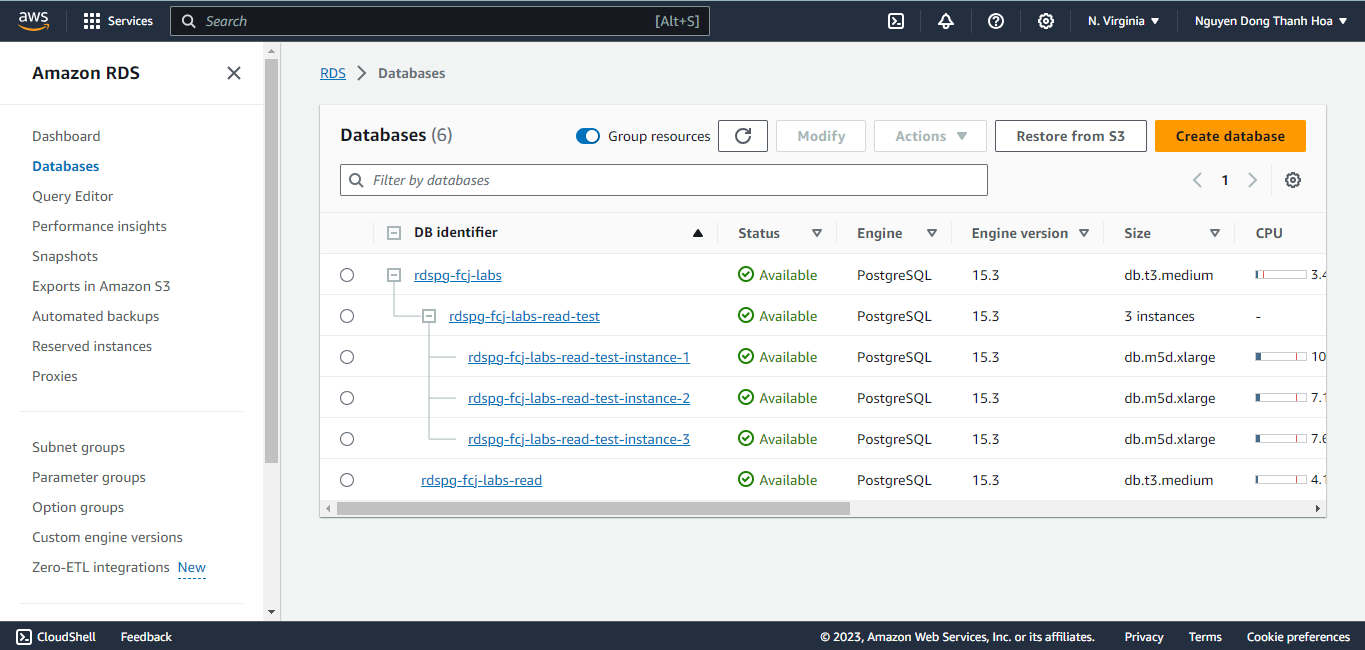 aws Services Search [Alt+S] N. Virginia Nguyen Dong Thanh Hoa
Amazon RDS
Dashboard
Databases
Query Editor
Performance insights
Snapshots
Exports in Amazon S3
Automated backups
Reserved instances
Proxies
Subnet groups
Parameter groups
Option groups
Custom engine versions
Zero-ETL integrations New
RDS Databases
Databases (6) Group resources Modify Actions Restore from S3 Create database
Filter by databases 1
DB identifier Status Engine Engine version Size CPU
rdspg-fcj-labs Available PostgreSQL 15.3 db.t3.medium 3.4
rdspg-fcj-labs-read-test Available PostgreSQL 15.3 3 instances -
rdspg-fcj-labs-read-test-instance-1 Available PostgreSQL 15.3 db.m5d.xlarge 10
rdspg-fcj-labs-read-test-instance-2 Available PostgreSQL 15.3 db.m5d.xlarge 7.1
rdspg-fcj-labs-read-test-instance-3 Available PostgreSQL 15.3 db.m5d.xlarge 7.6
rdspg-fcj-labs-read Available PostgreSQL 15.3 db.t3.medium 4.1
CloudShell Feedback © 2023, Amazon Web Services, Inc. or its affiliates. Privacy Terms Cookie preferences